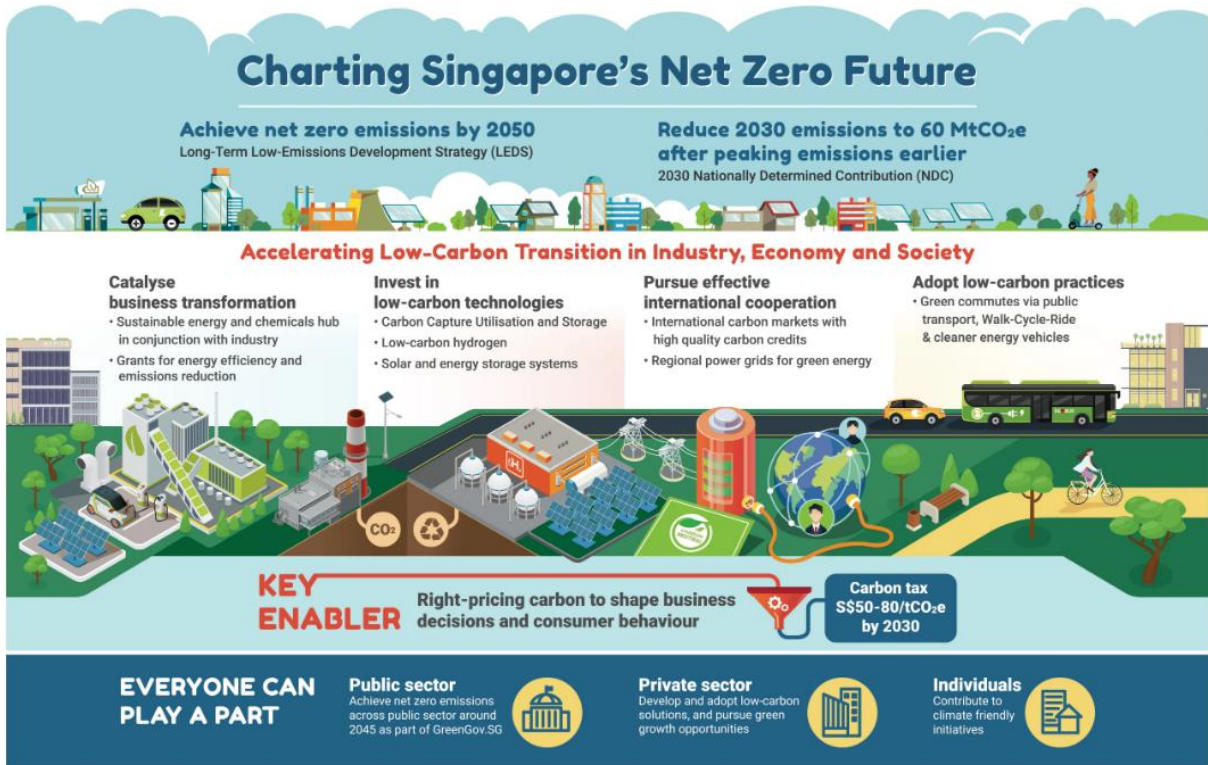 Charting Singapore's Net Zero Future
Achieve net zero emissions by 2050
Long-Term Low-Emissions Development Strategy (LEDS)
Reduce 2030 emissions to 60 MtCO₂e
after peaking emissions earlier
2030 Nationally Determined Contribution (NDC)
Accelerating Low-Carbon Transition in Industry, Economy and Society
Catalyse
business transformation
• Sustainable energy and chemicals hub
in conjunction with industry
• Grants for energy efficiency and
emissions reduction
Invest in
low-carbon technologies
• Carbon Capture Utilisation and Storage
• Low-carbon hydrogen
• Solar and energy storage systems
Pursue effective
international cooperation
• International carbon markets with
high quality carbon credits
• Regional power grids for green energy
Adopt low-carbon practices
• Green commutes via public
transport, Walk-Cycle-Ride
& cleaner energy vehicles
H₂
CO₂
KEY
ENABLER
Right-pricing carbon to shape business
decisions and consumer behaviour
Carbon tax
S$50-80/tCO₂e
by 2030
EVERYONE CAN
PLAY A PART
Public sector
Achieve net zero emissions
across public sector around
2045 as part of GreenGov.SG
Private sector
Develop and adopt low-carbon
solutions, and pursue green
growth opportunities
Individuals
Contribute to
climate friendly
initiatives